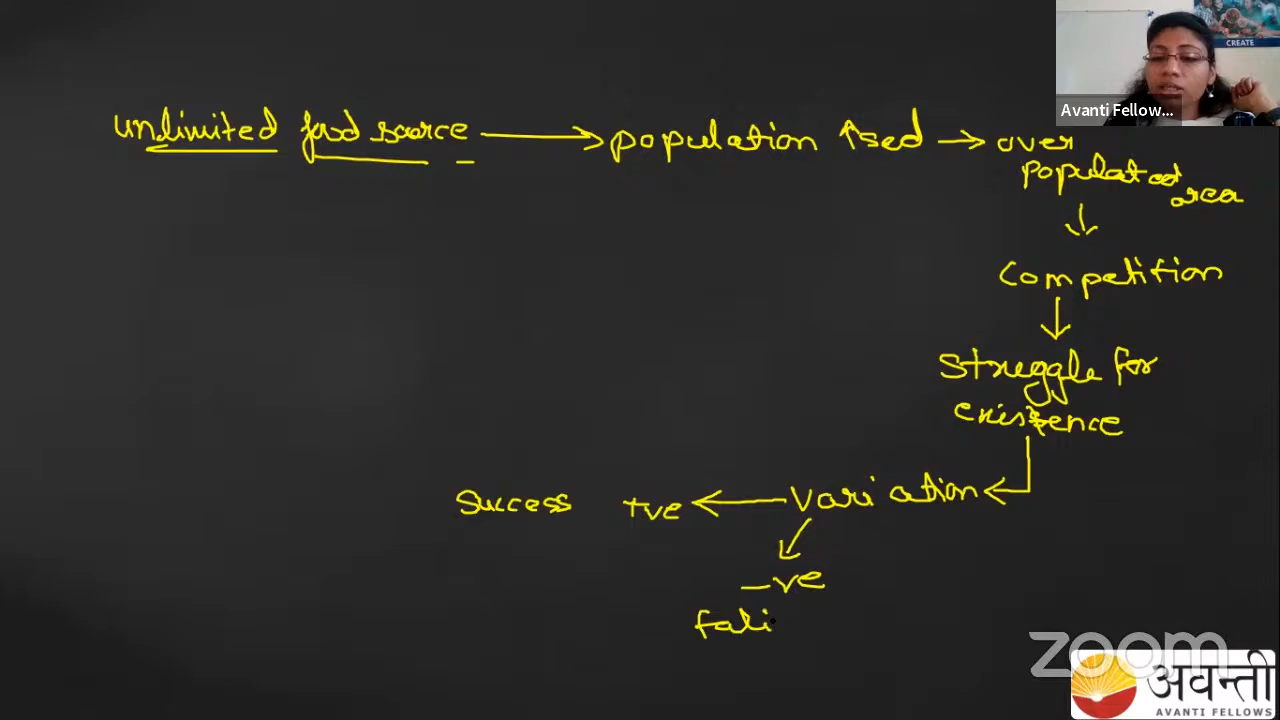 CREATE
Avanti Fellow...
unlimited food source → population ↑sed → over
populated
area
↓
Competition
↓
Struggle for
existence
Success +ve ← variation ←
-ve
fali
zoom
अवन्ती
AVANTI FELLOWS